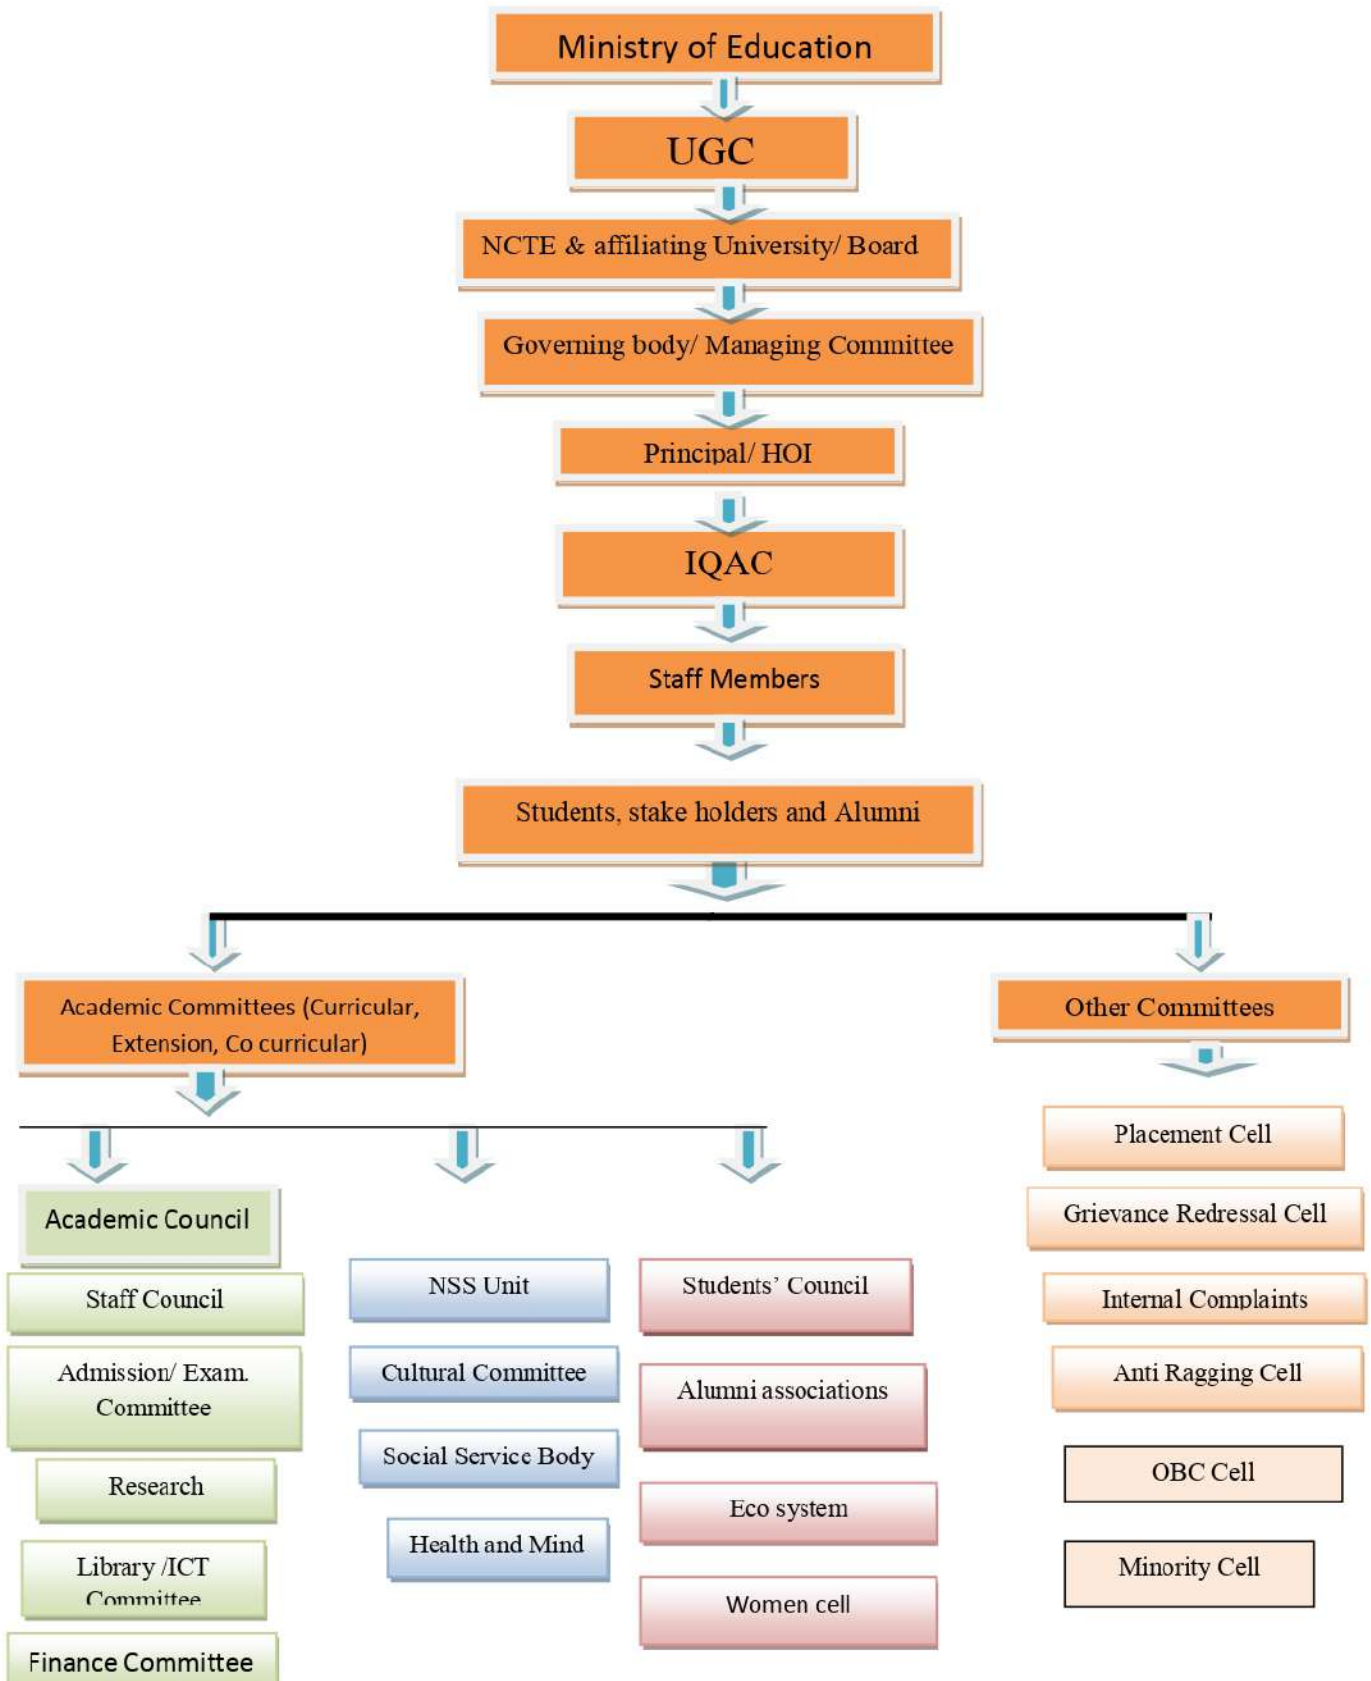 Ministry of Education
UGC
NCTE & affiliating University/ Board
Governing body/ Managing Committee
Principal/ HOI
IQAC
Staff Members
Students, stake holders and Alumni
Academic Committees (Curricular,
Extension, Co curricular)
Other Committees
Academic Council
Staff Council
Admission/ Exam.
Committee
Research
Library /ICT
Committee
Finance Committee
NSS Unit
Cultural Committee
Social Service Body
Health and Mind
Students’ Council
Alumni associations
Eco system
Women cell
Placement Cell
Grievance Redressal Cell
Internal Complaints
Anti Ragging Cell
OBC Cell
Minority Cell